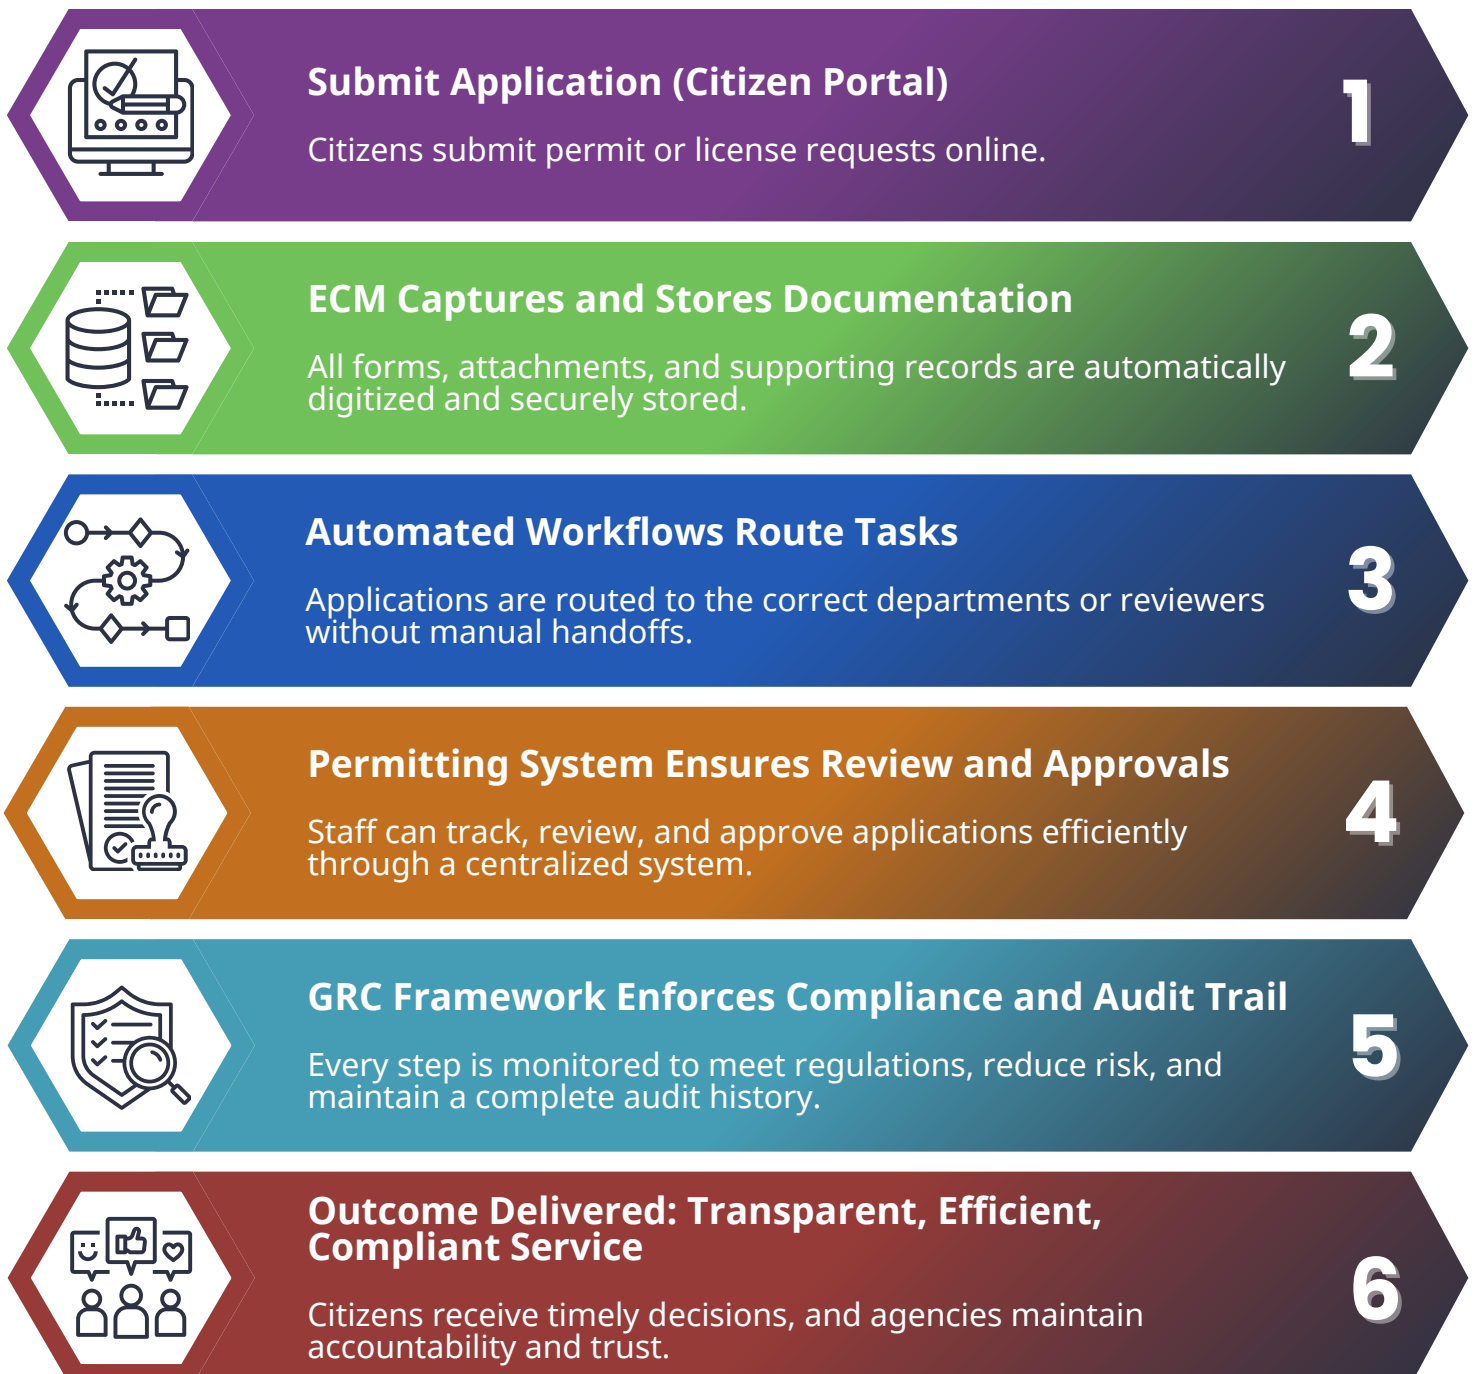 Submit Application (Citizen Portal)
Citizens submit permit or license requests online.
1
ECM Captures and Stores Documentation
All forms, attachments, and supporting records are automatically
digitized and securely stored.
2
Automated Workflows Route Tasks
Applications are routed to the correct departments or reviewers
without manual handoffs.
3
Permitting System Ensures Review and Approvals
Staff can track, review, and approve applications efficiently
through a centralized system.
4
GRC Framework Enforces Compliance and Audit Trail
Every step is monitored to meet regulations, reduce risk, and
maintain a complete audit history.
5
Outcome Delivered: Transparent, Efficient,
Compliant Service
Citizens receive timely decisions, and agencies maintain
accountability and trust.
6